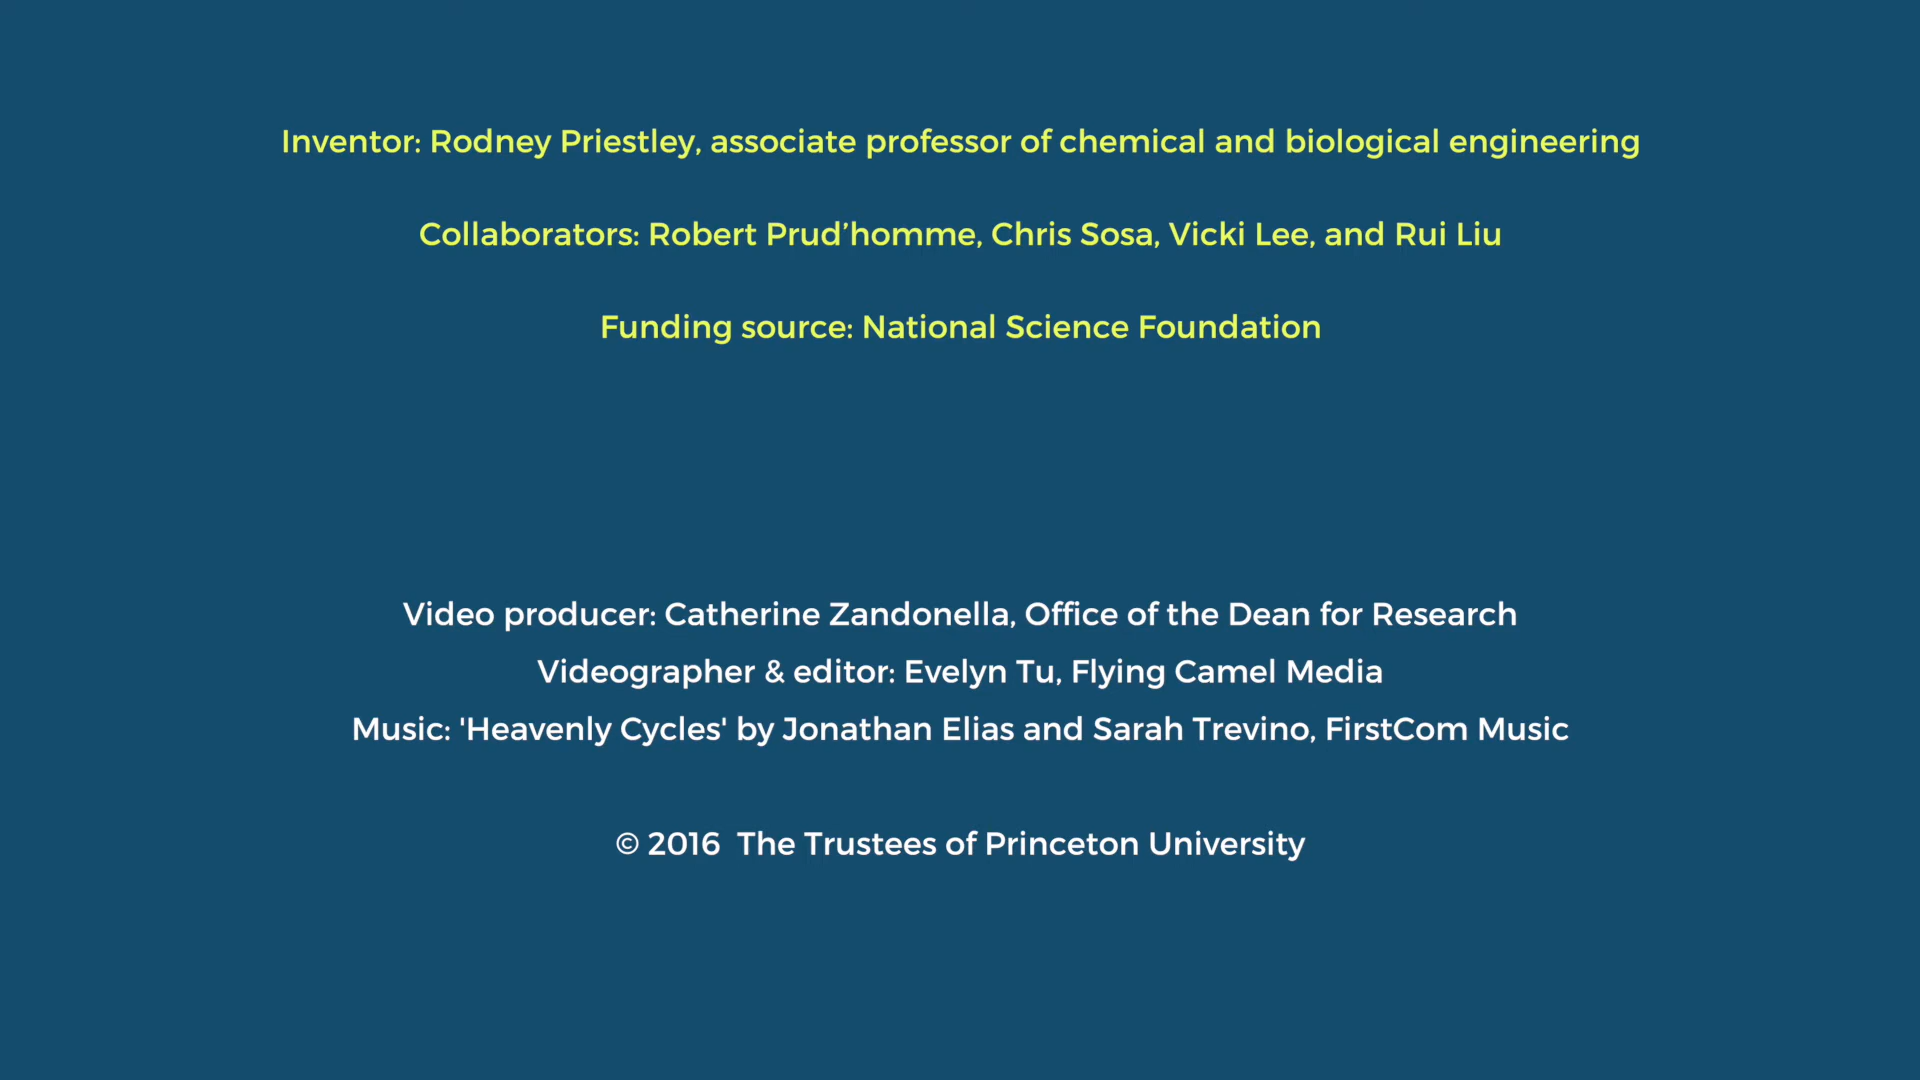 Inventor: Rodney Priestley, associate professor of chemical and biological engineering
Collaborators: Robert Prud’homme, Chris Sosa, Vicki Lee, and Rui Liu
Funding source: National Science Foundation
Video producer: Catherine Zandonella, Office of the Dean for Research
Videographer & editor: Evelyn Tu, Flying Camel Media
Music: 'Heavenly Cycles' by Jonathan Elias and Sarah Trevino, FirstCom Music
© 2016  The Trustees of Princeton University